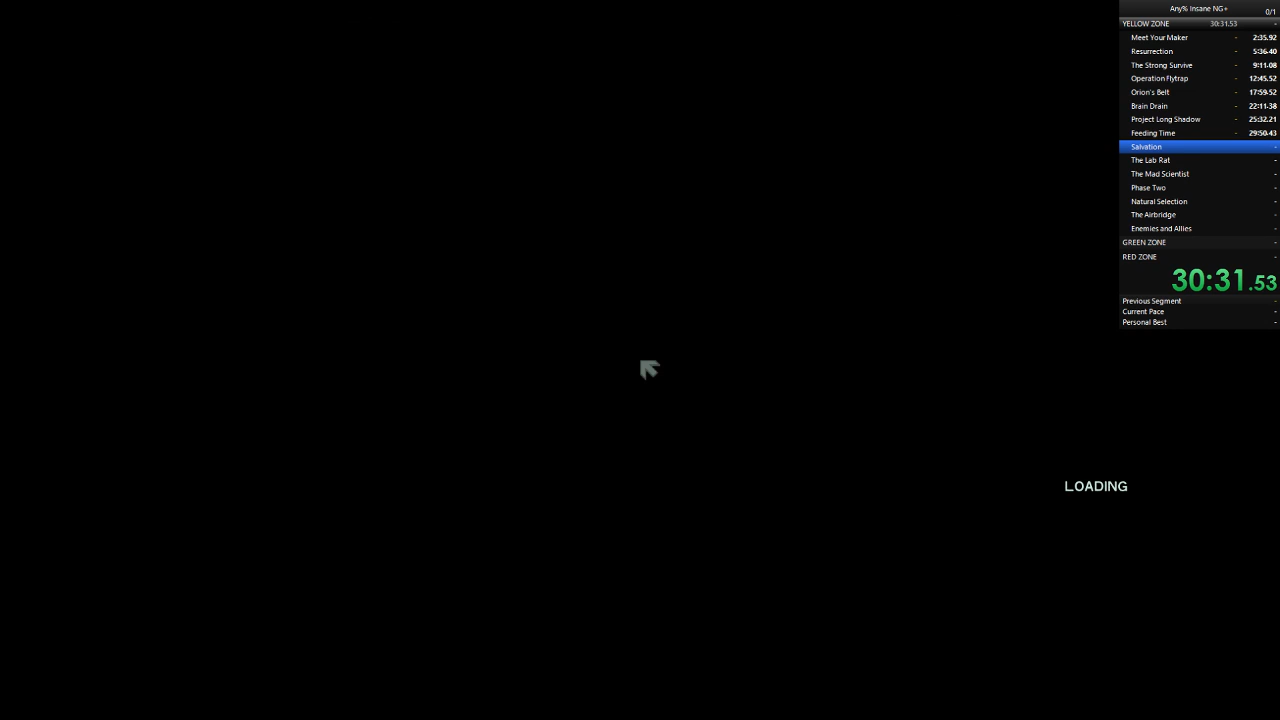 Any% Insane NG+ 0/1
YELLOW ZONE 30:31.53 -
Meet Your Maker - 2:35.92
Resurrection - 5:36.40
The Strong Survive - 9:11.08
Operation Flytrap - 12:45.52
Orion's Belt - 17:59.52
Brain Drain - 22:11.38
Project Long Shadow - 25:32.21
Feeding Time - 29:50.43
Salvation -
The Lab Rat -
The Mad Scientist -
Phase Two -
Natural Selection -
The Airbridge -
Enemies and Allies -
GREEN ZONE -
RED ZONE -
30:31.53
Previous Segment -
Current Pace -
Personal Best -
LOADING